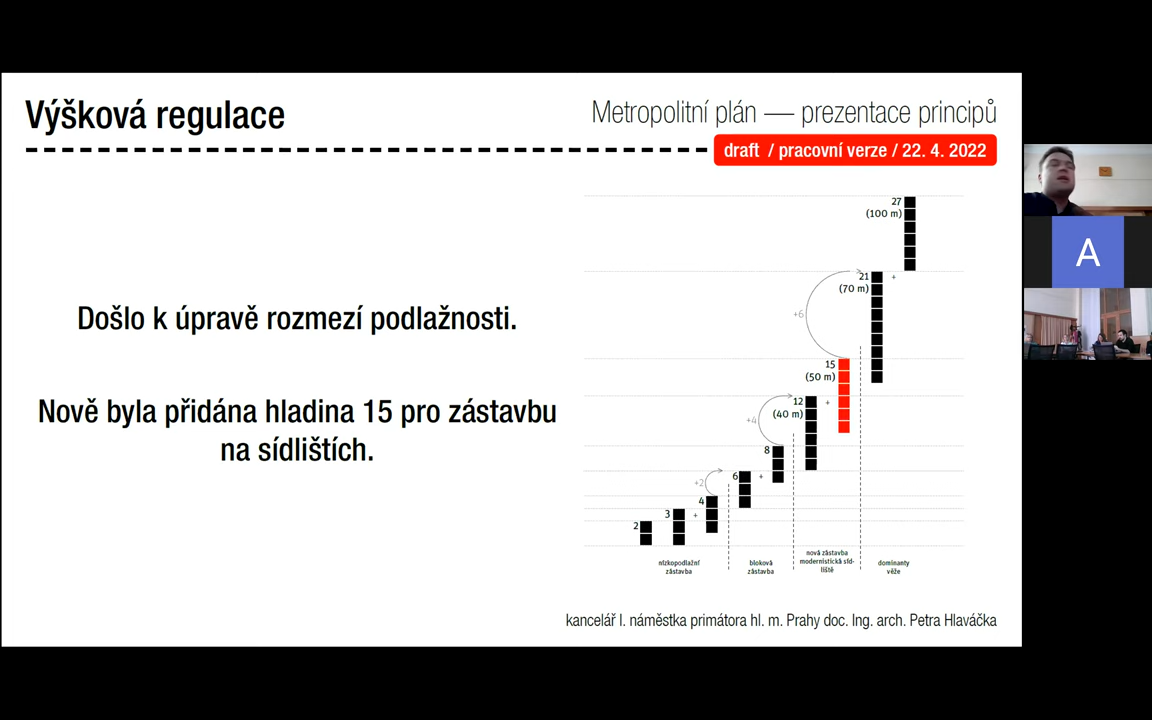 Výšková regulace
Metropolitní plán — prezentace principů
draft / pracovní verze / 22. 4. 2022
Došlo k úpravě rozmezí podlažnosti.
Nově byla přidána hladina 15 pro zástavbu
na sídlištích.
27
(100 m)
21
+
(70 m)
+6
15
(50 m)
12
+
(40 m)
+4
8
6
+
+2
4
3
+
2
nízkopodlažní
zástavba
bloková
zástavba
nová zástavba
modernistická síd-
liště
dominanty
věže
kancelář I. náměstka primátora hl. m. Prahy doc. Ing. arch. Petra Hlaváčka
A